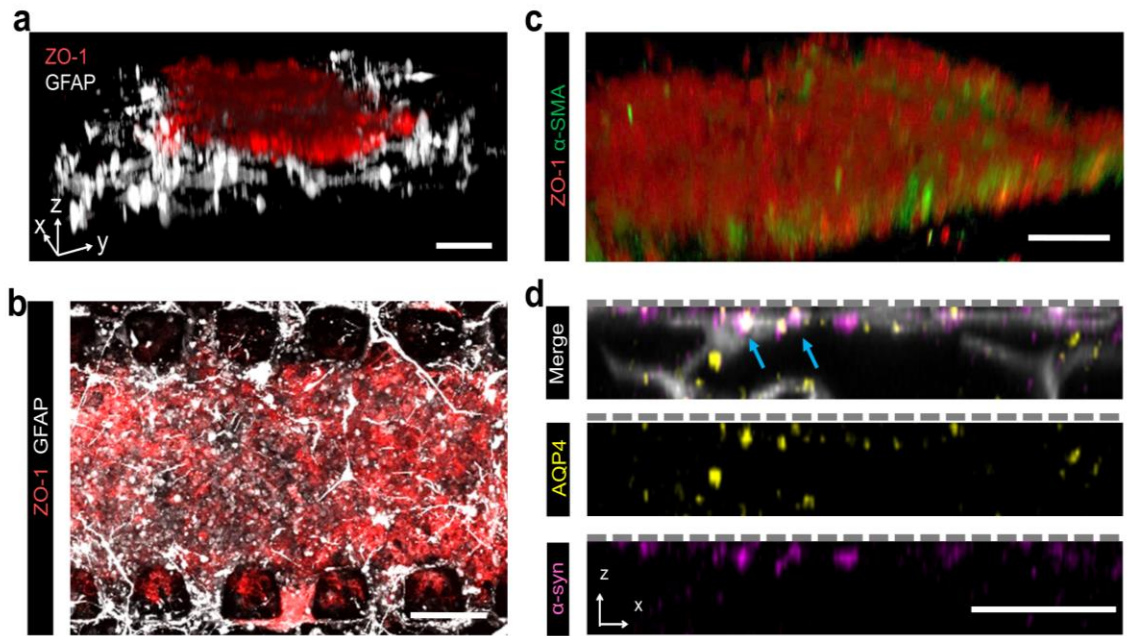 a
ZO-1
GFAP
z
x
y
b
ZO-1 GFAP
c
ZO-1 α-SMA
d
Merge
AQP4
α-syn
z
x